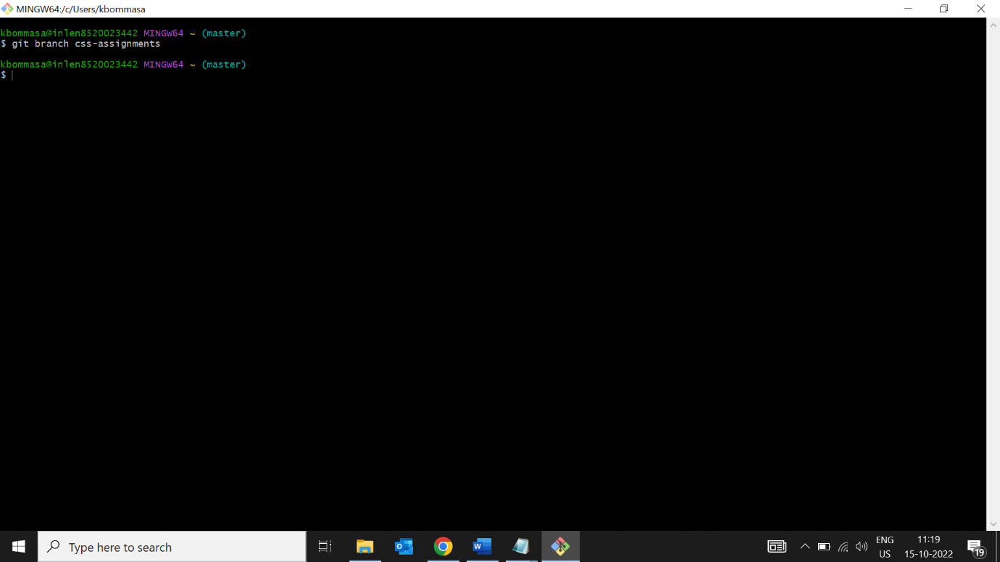 MINGW64:/c/Users/kbommasa
kbommasa@inlen8520023442 MINGW64 ~ (master)
$ git branch css-assignments
kbommasa@inlen8520023442 MINGW64 ~ (master)
$
Type here to search
ENG
US
11:19
15-10-2022
19